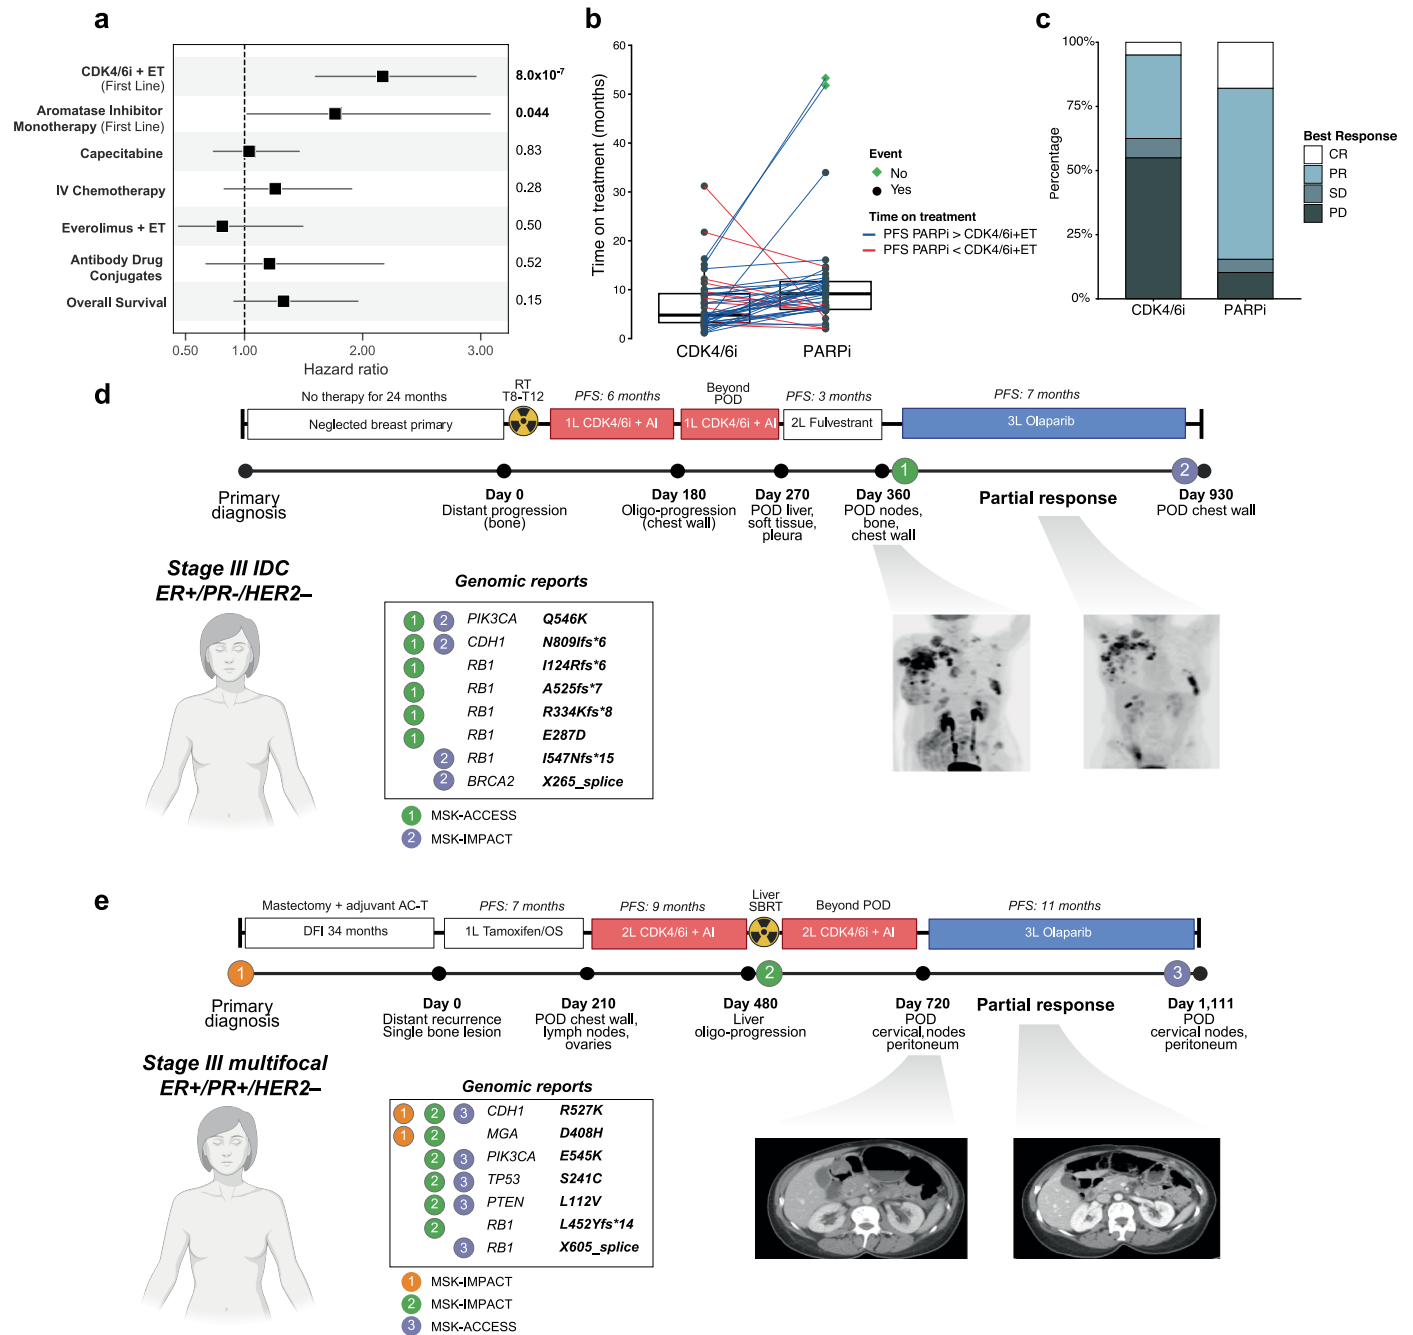 a
CDK4/6i + ET
(First Line)
8.0x10-7
Aromatase Inhibitor
Monotherapy (First Line)
0.044
Capecitabine
0.83
IV Chemotherapy
0.28
Everolimus + ET
0.50
Antibody Drug
Conjugates
0.52
Overall Survival
0.15
0.50
1.00
2.00
3.00
Hazard ratio
b
Time on treatment (months)
60
50
40
30
20
10
0
CDK4/6i
PARPi
Event
No
Yes
Time on treatment
PFS PARPi > CDK4/6i+ET
PFS PARPi < CDK4/6i+ET
c
Percentage
100%
75%
50%
25%
0%
CDK4/6i
PARPi
Best Response
CR
PR
SD
PD
d
No therapy for 24 months
Neglected breast primary
RT
T8-T12
PFS: 6 months
1L CDK4/6i + AI
Beyond
POD
1L CDK4/6i + AI
PFS: 3 months
2L Fulvestrant
PFS: 7 months
3L Olaparib
1
2
Primary
diagnosis
Day 0
Distant progression
(bone)
Day 180
Oligo-progression
(chest wall)
Day 270
POD liver,
soft tissue,
pleura
Day 360
POD nodes,
bone,
chest wall
Partial response
Day 930
POD chest wall
Stage III IDC
ER+/PR-/HER2–
Genomic reports
1 2 PIK3CA Q546K
1 2 CDH1 N809Ifs*6
1 RB1 I124Rfs*6
1 RB1 A525fs*7
1 RB1 R334Kfs*8
1 RB1 E287D
2 RB1 I547Nfs*15
2 BRCA2 X265_splice
1 MSK-ACCESS
2 MSK-IMPACT
e
Mastectomy + adjuvant AC-T
DFI 34 months
PFS: 7 months
1L Tamoxifen/OS
PFS: 9 months
2L CDK4/6i + AI
Liver
SBRT
Beyond POD
2L CDK4/6i + AI
PFS: 11 months
3L Olaparib
1
2
3
Primary
diagnosis
Day 0
Distant recurrence
Single bone lesion
Day 210
POD chest wall,
lymph nodes,
ovaries
Day 480
Liver
oligo-progression
Day 720
POD
cervical nodes
peritoneum
Partial response
Day 1,111
POD
cervical nodes,
peritoneum
Stage III multifocal
ER+/PR+/HER2–
Genomic reports
1 2 3 CDH1 R527K
1 2 MGA D408H
2 3 PIK3CA E545K
2 3 TP53 S241C
2 3 PTEN L112V
2 RB1 L452Yfs*14
3 RB1 X605_splice
1 MSK-IMPACT
2 MSK-IMPACT
3 MSK-ACCESS